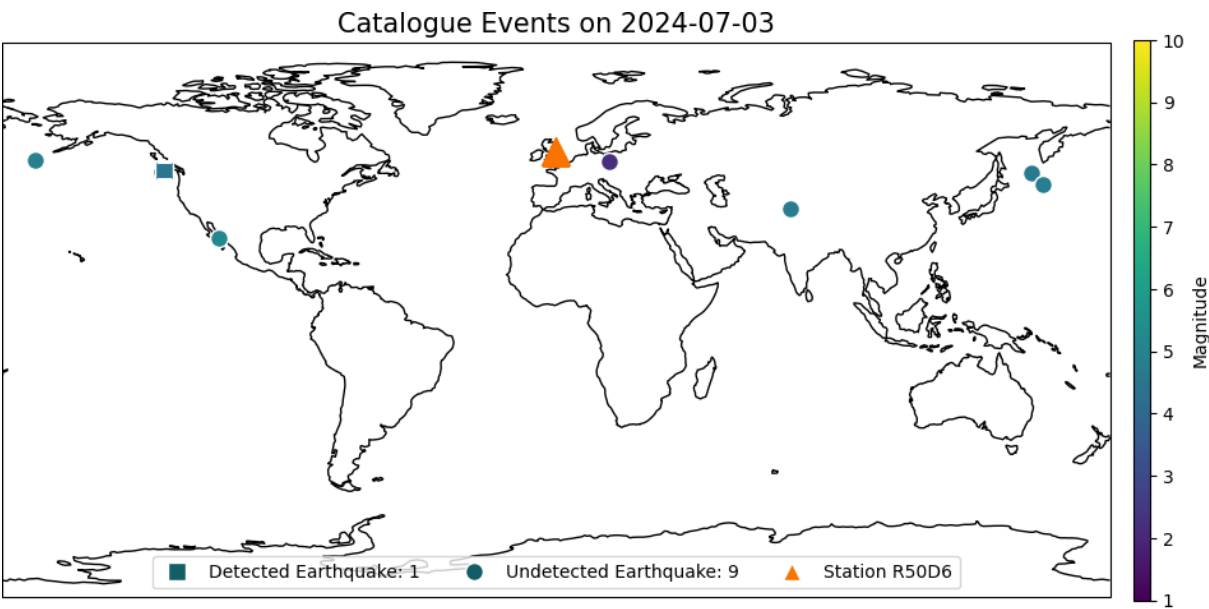 Catalogue Events on 2024-07-03
10
9
8
7
6
5
4
3
2
1
Magnitude
Detected Earthquake: 1
Undetected Earthquake: 9
Station R50D6